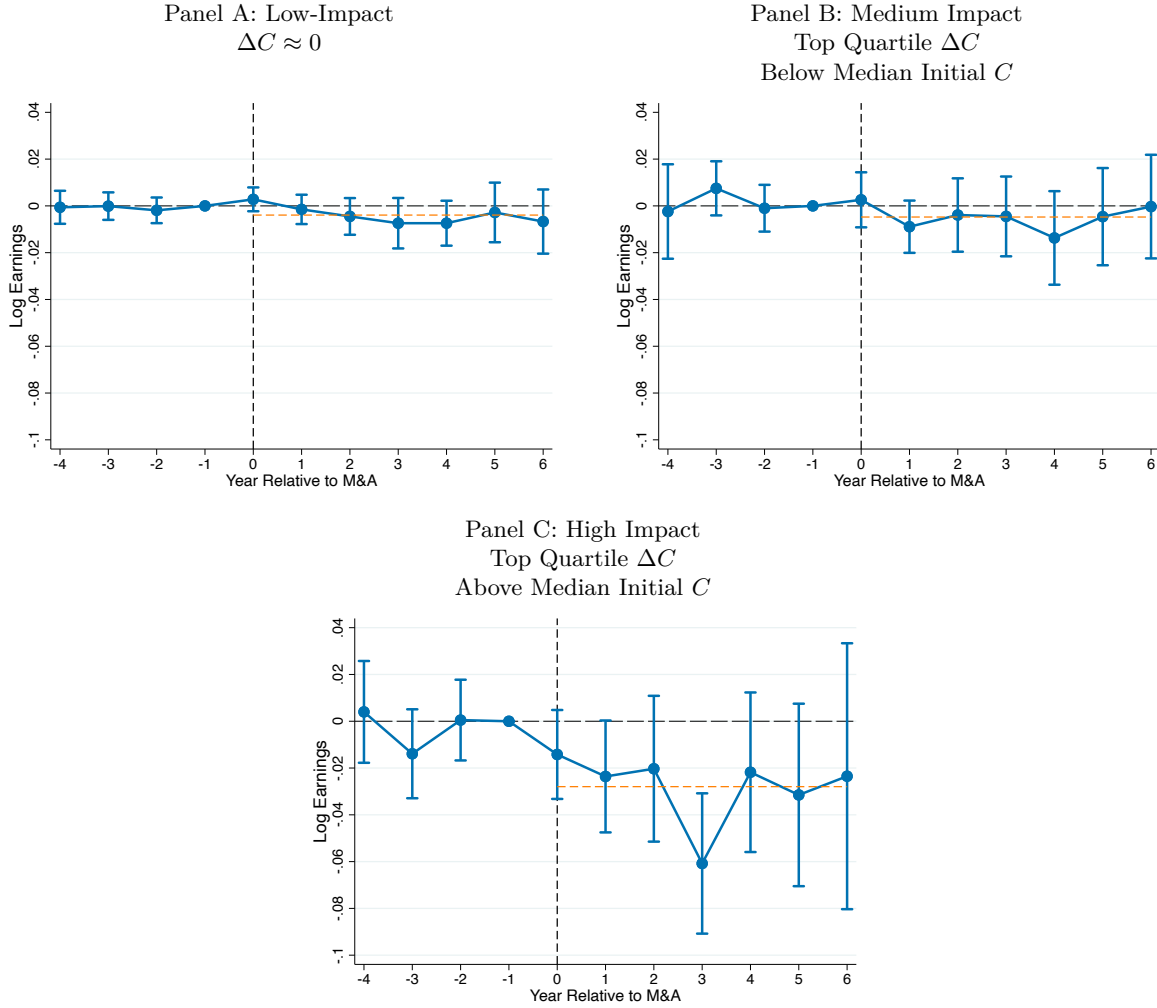 Panel A: Low-Impact
ΔC ≈ 0
Log Earnings
.04
.02
0
-.02
-.04
-.06
-.08
-.1
-4 -3 -2 -1 0 1 2 3 4 5 6
Year Relative to M&A
Panel B: Medium Impact
Top Quartile ΔC
Below Median Initial C
Log Earnings
.04
.02
0
-.02
-.04
-.06
-.08
-.1
-4 -3 -2 -1 0 1 2 3 4 5 6
Year Relative to M&A
Panel C: High Impact
Top Quartile ΔC
Above Median Initial C
Log Earnings
.04
.02
0
-.02
-.04
-.06
-.08
-.1
-4 -3 -2 -1 0 1 2 3 4 5 6
Year Relative to M&A